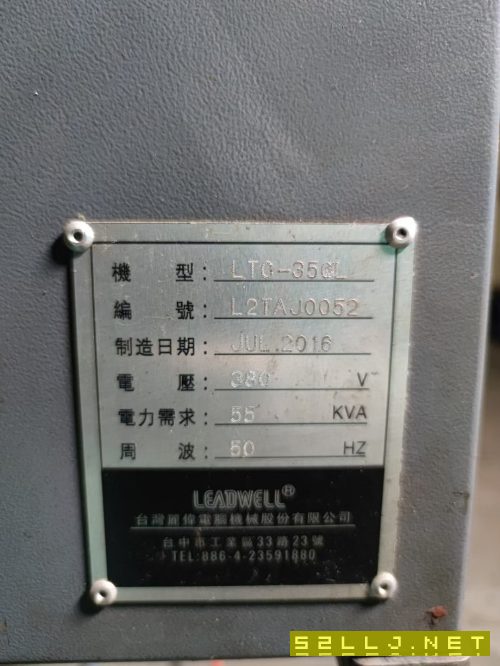 機 型: LTC-35CL
編 號: L2TAJ0052
制造日期: JUL.2016
電 壓: 380 V
電力需求: 55 KVA
周 波: 50 HZ
LEADWELL®
台灣麗偉電腦機械股份有限公司
台中市工業區33路23號
TEL:886-4-23591880
52LLJ.NET